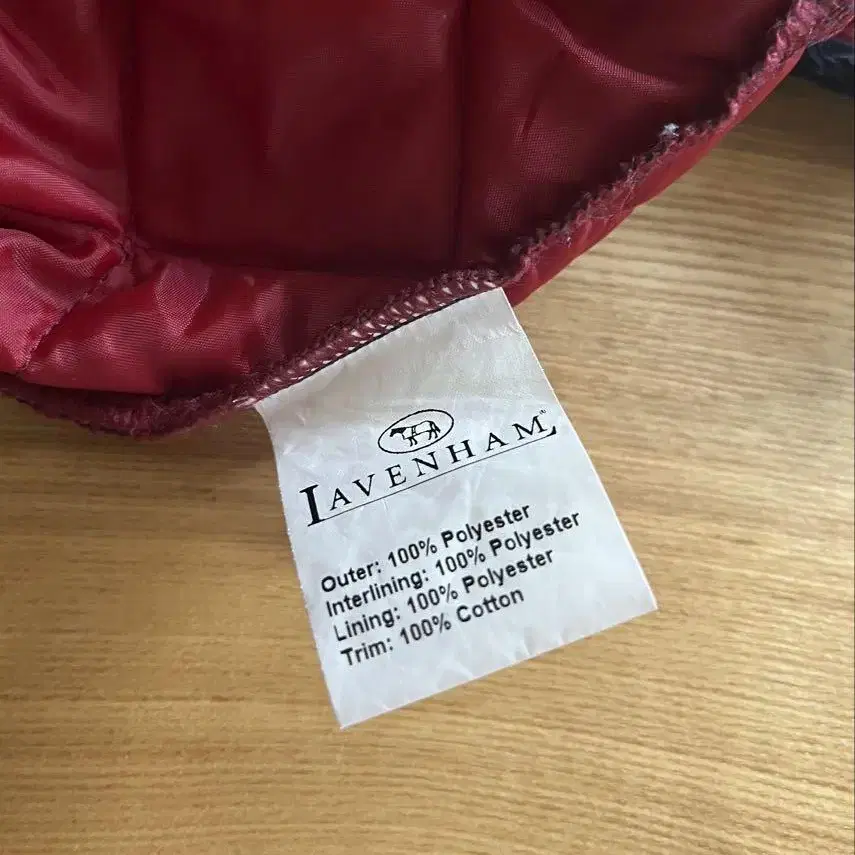 LAVENHAM®
Outer: 100% Polyester
Interlining: 100% Polyester
Lining: 100% Polyester
Trim: 100% Cotton